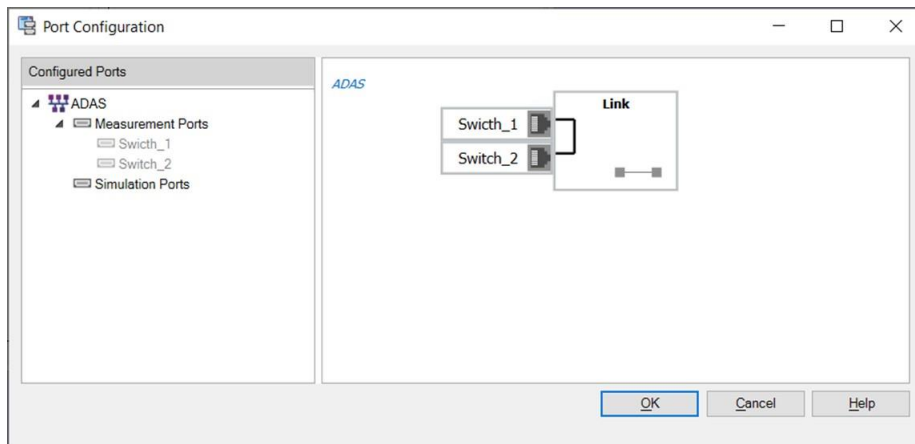 Port Configuration
Configured Ports
ADAS
Measurement Ports
Swicth_1
Switch_2
Simulation Ports
ADAS
Link
Swicth_1
Switch_2
OK
Cancel
Help